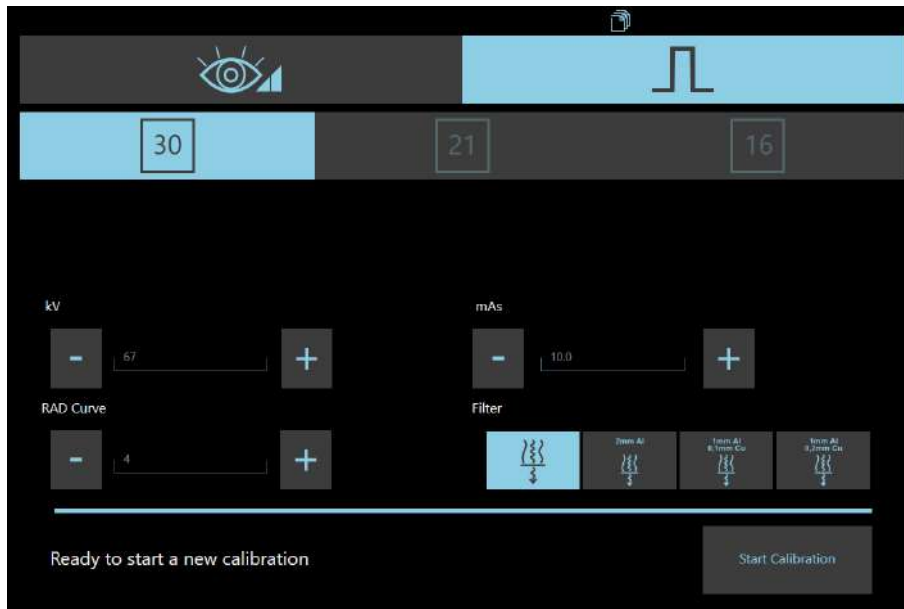 30 21 16
kV mAs
- 67 + - 10.0 +
RAD Curve Filter
- 4 +
2mm Al
1mm Al
0,1mm Cu
1mm Al
0,2mm Cu
Ready to start a new calibration
Start Calibration